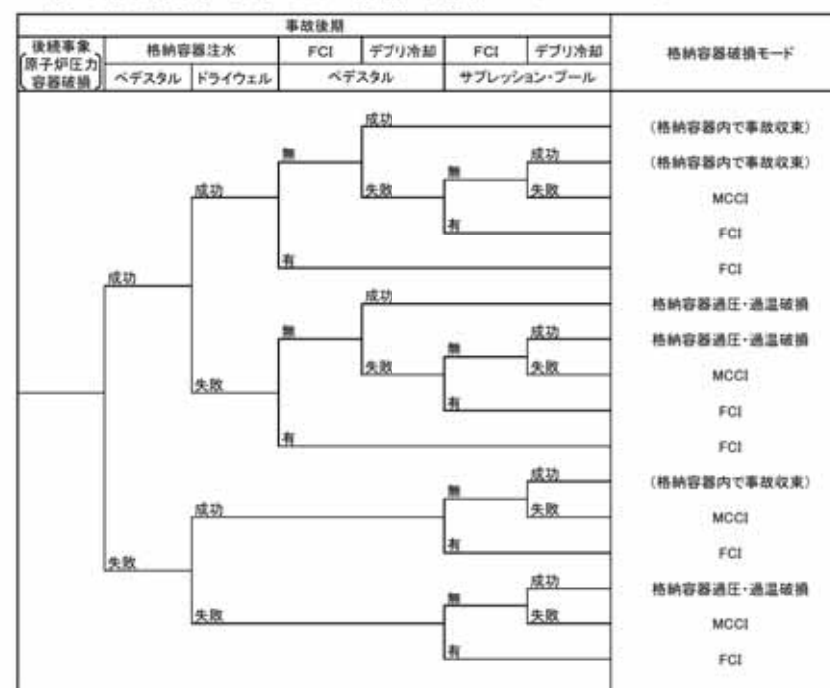 事故後期
後続事象 原子炉圧力 容器破損
格納容器注水 FCI デブリ冷却 FCI デブリ冷却 格納容器破損モード
ペデスタル ドライウェル ペデスタル サプレッション・プール
成功 (格納容器内で事故収束)
無 成功 (格納容器内で事故収束)
無
成功 失敗 失敗 MCCI
有 FCI
有 FCI
成功
成功 格納容器過圧・過温破損
無 成功 格納容器過圧・過温破損
無
失敗 失敗 失敗 MCCI
有 FCI
有 FCI
成功 (格納容器内で事故収束)
無
成功 失敗 MCCI
有 FCI
失敗
成功 格納容器過圧・過温破損
無
失敗 失敗 MCCI
有 FCI